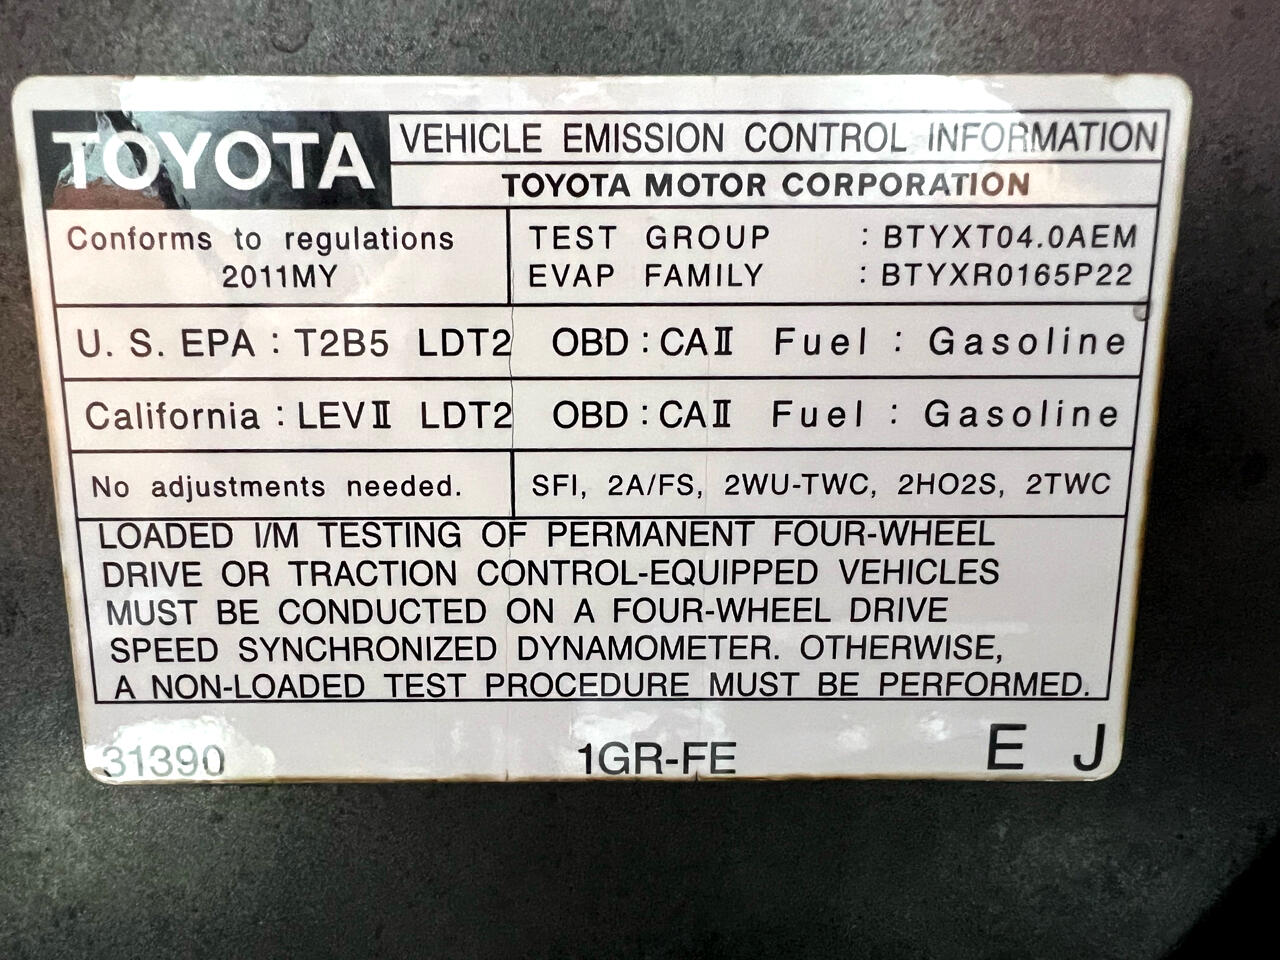 TOYOTA
VEHICLE EMISSION CONTROL INFORMATION
TOYOTA MOTOR CORPORATION
Conforms to regulations
2011MY
TEST GROUP : BTYXT04.0AEM
EVAP FAMILY : BTYXR0165P22
U. S. EPA : T2B5 LDT2 OBD : CAⅡ Fuel : Gasoline
California : LEVⅡ LDT2 OBD : CAⅡ Fuel : Gasoline
No adjustments needed.
SFI, 2A/FS, 2WU-TWC, 2HO2S, 2TWC
LOADED I/M TESTING OF PERMANENT FOUR-WHEEL
DRIVE OR TRACTION CONTROL-EQUIPPED VEHICLES
MUST BE CONDUCTED ON A FOUR-WHEEL DRIVE
SPEED SYNCHRONIZED DYNAMOMETER. OTHERWISE,
A NON-LOADED TEST PROCEDURE MUST BE PERFORMED.
31390 1GR-FE E J